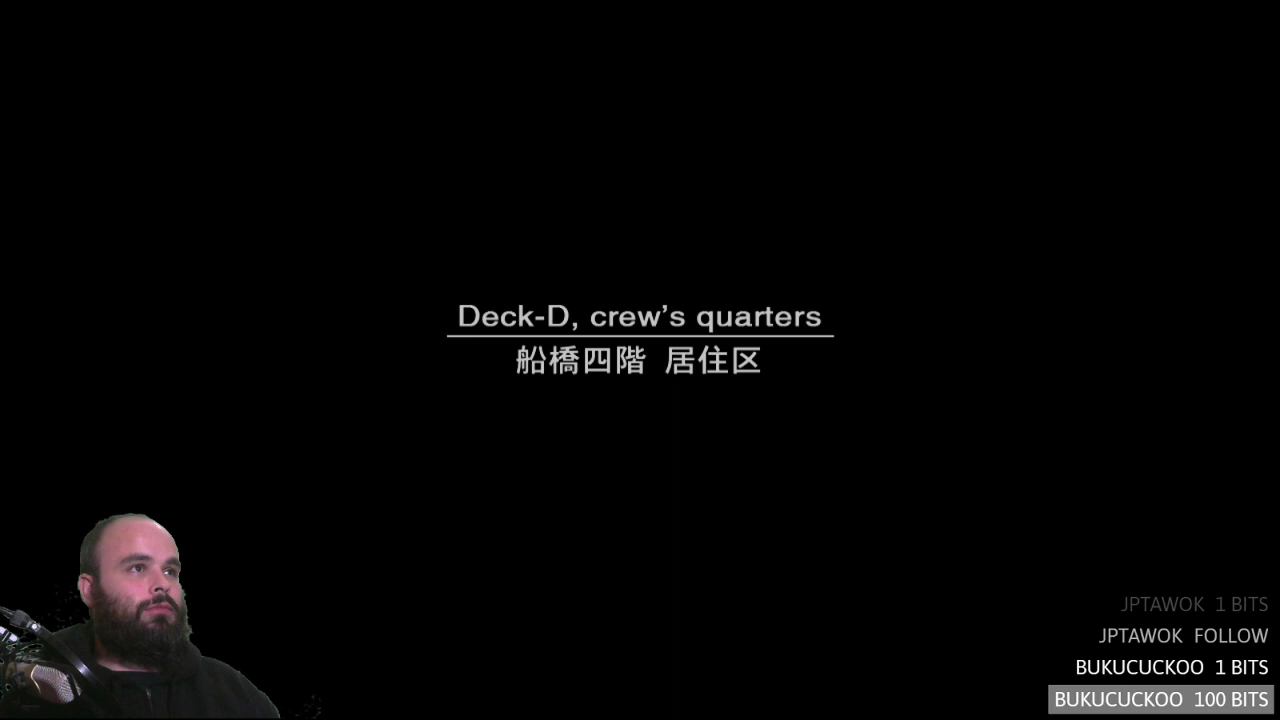 Deck-D, crew’s quarters
船橋四階 居住区
JPTAWOK 1 BITS
JPTAWOK FOLLOW
BUKUCUCKOO 1 BITS
BUKUCUCKOO 100 BITS